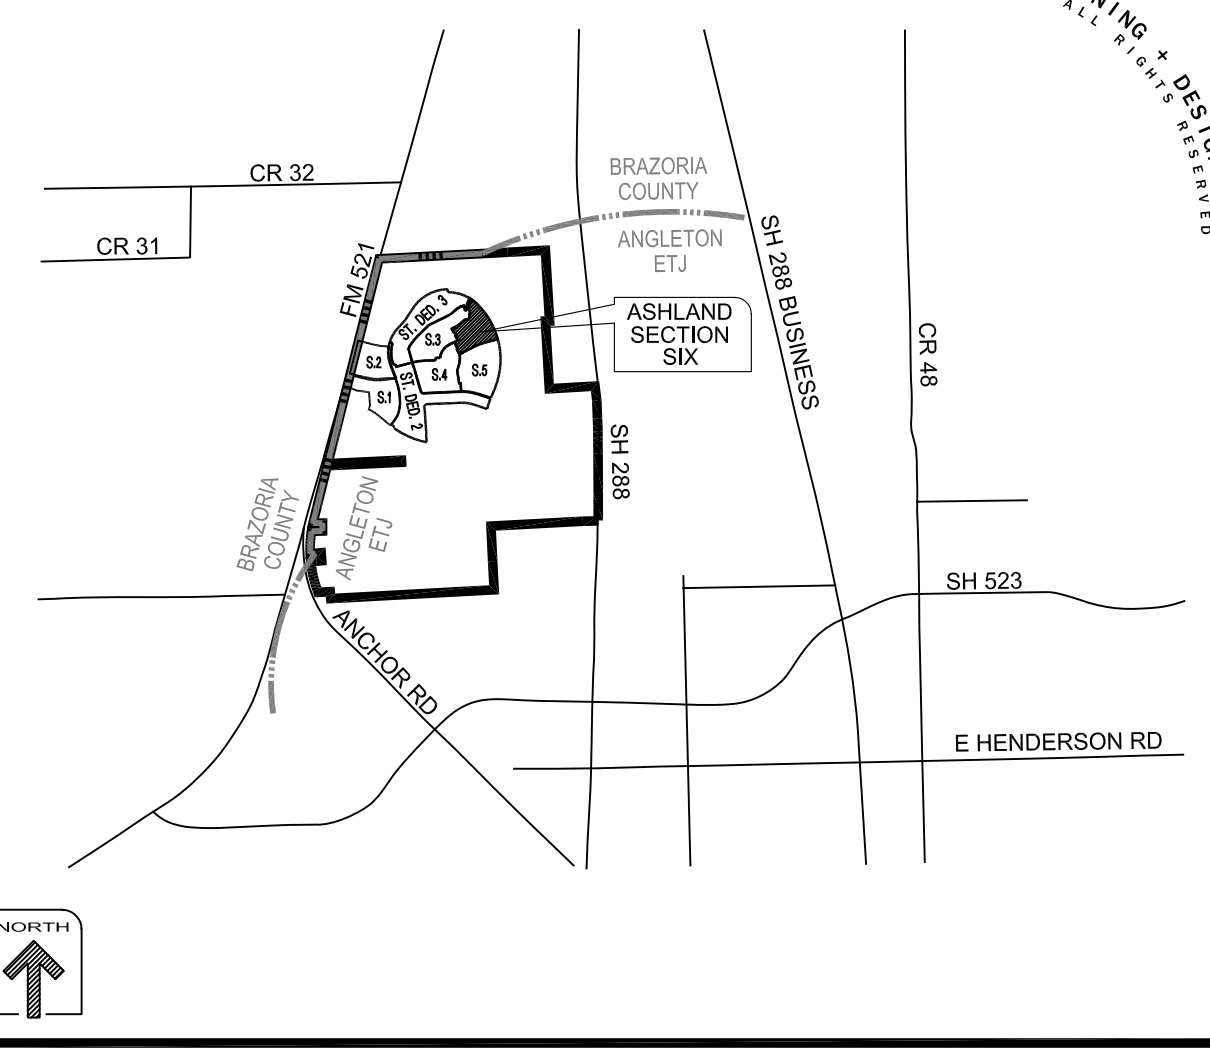 NING + DESIG
ALL RIGHTS RESERVED
CR 32
BRAZORIA
COUNTY
CR 31
ANGLETON
ETJ
SH 288 BUSINESS
FM 521
ST. DED. 3
ASHLAND
SECTION
SIX
S.3
S.2
S.4
S.5
S.1
ST. DED. 2
CR 48
SH 288
BRAZORIA
COUNTY
ANGLETON
ETJ
SH 523
ANCHOR RD
E HENDERSON RD
NORTH